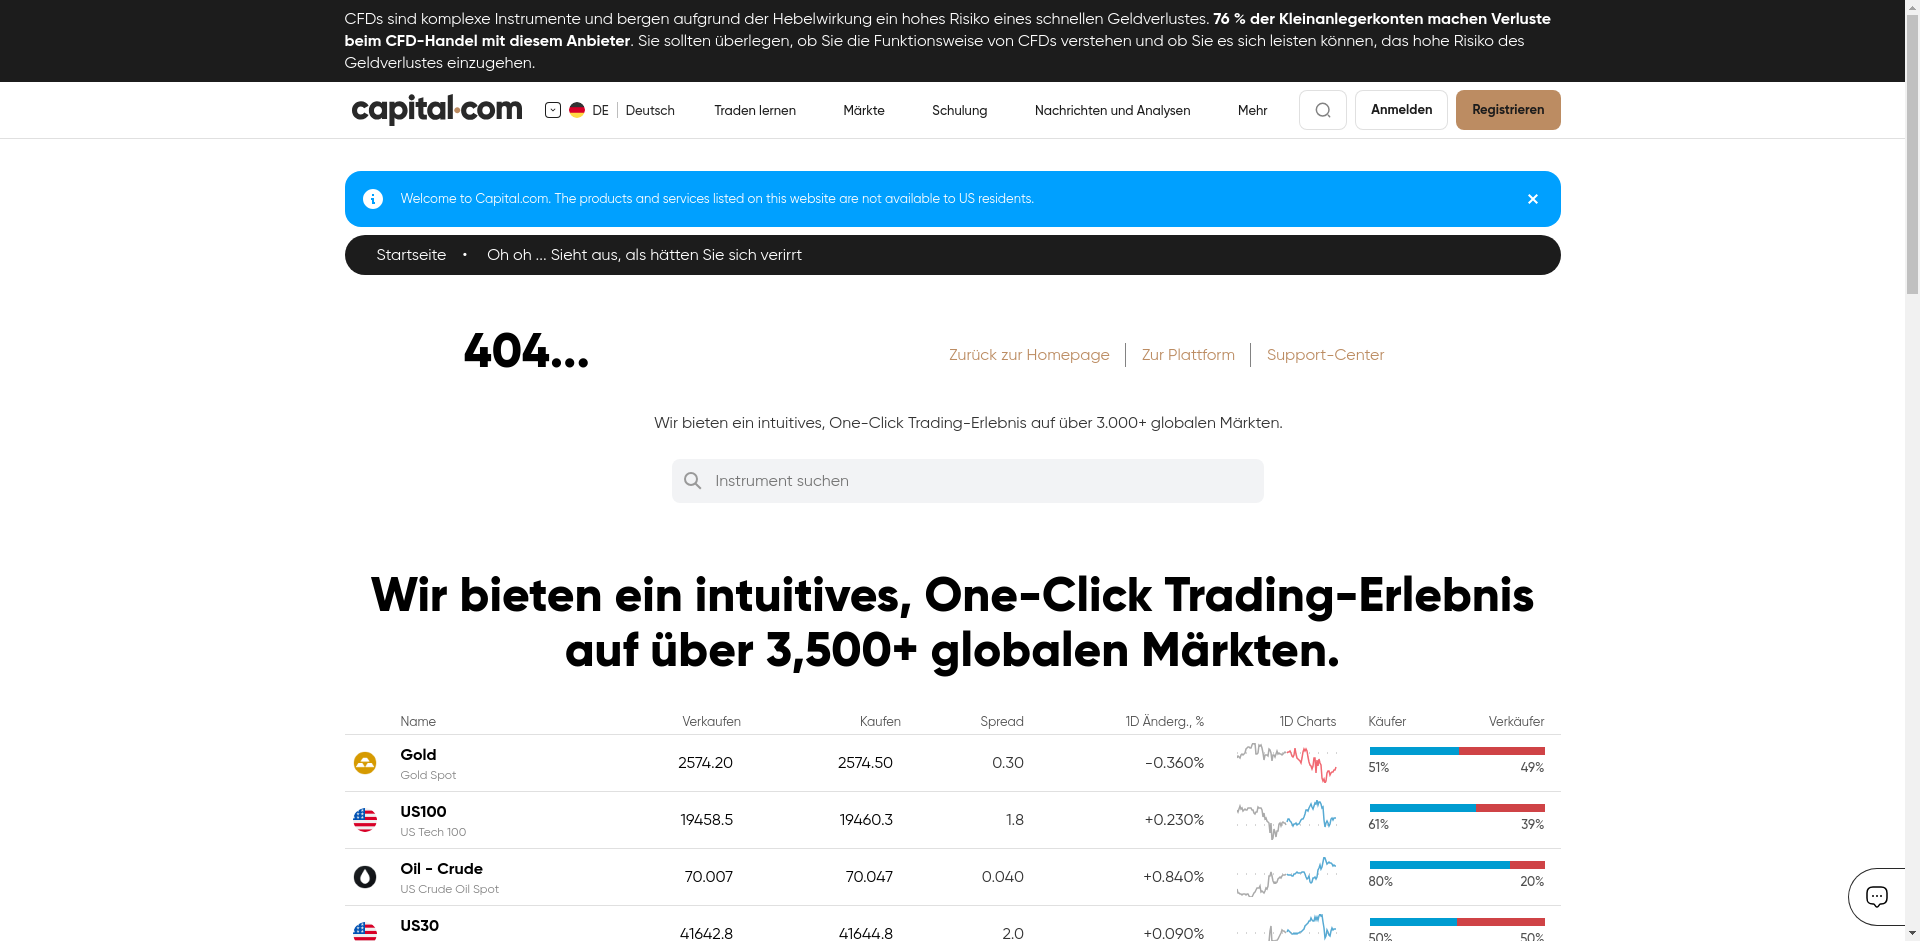 CFDs sind komplexe Instrumente und bergen aufgrund der Hebelwirkung ein hohes Risiko eines schnellen Geldverlustes. 76 % der Kleinanlegerkonten machen Verluste
beim CFD-Handel mit diesem Anbieter. Sie sollten überlegen, ob Sie die Funktionsweise von CFDs verstehen und ob Sie es sich leisten können, das hohe Risiko des
Geldverlustes einzugehen.
capital.com DE Deutsch Traden lernen Märkte Schulung Nachrichten und Analysen Mehr Anmelden Registrieren
Welcome to Capital.com. The products and services listed on this website are not available to US residents.
Startseite • Oh oh ... Sieht aus, als hätten Sie sich verirrt
404...
Zurück zur Homepage Zur Plattform Support-Center
Wir bieten ein intuitives, One-Click Trading-Erlebnis auf über 3.000+ globalen Märkten.
Instrument suchen
Wir bieten ein intuitives, One-Click Trading-Erlebnis
auf über 3,500+ globalen Märkten.
Name Verkaufen Kaufen Spread 1D Änderg., % 1D Charts Käufer Verkäufer
Gold
Gold Spot
2574.20 2574.50 0.30 -0.360% 51% 49%
US100
US Tech 100
19458.5 19460.3 1.8 +0.230% 61% 39%
Oil - Crude
US Crude Oil Spot
70.007 70.047 0.040 +0.840% 80% 20%
US30
41642.8 41644.8 2.0 +0.090% 50% 50%